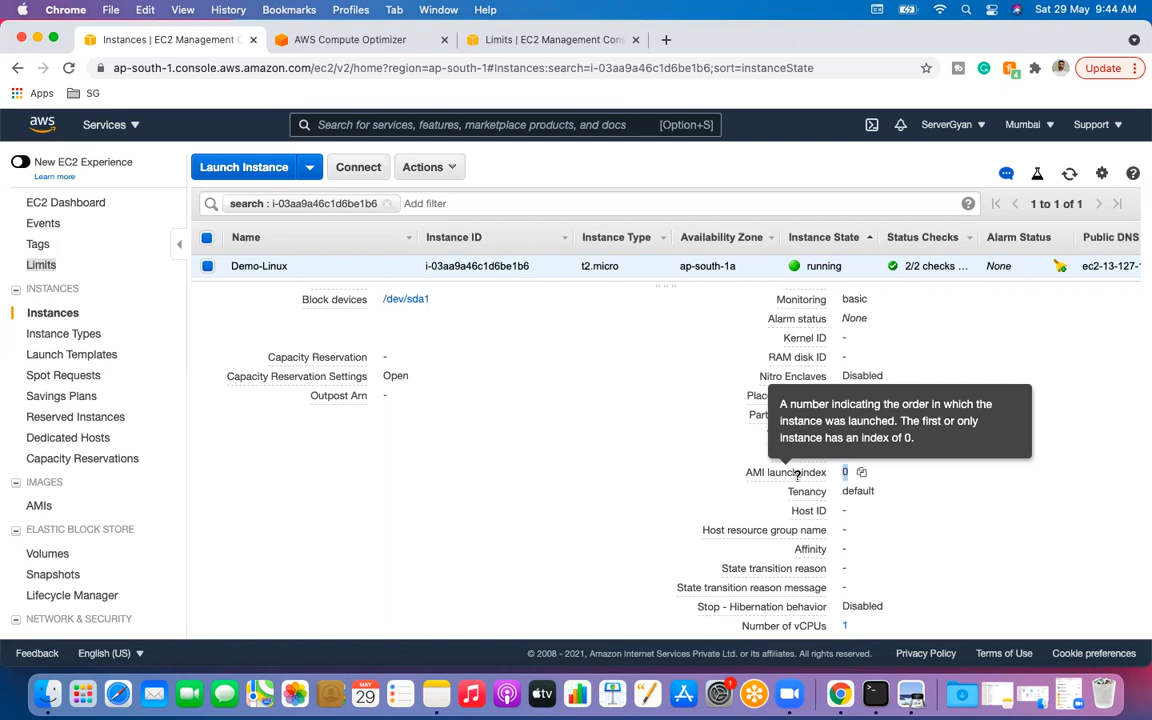 Chrome File Edit View History Bookmarks Profiles Tab Window Help Sat 29 May 9:44 AM
Instances | EC2 Management C AWS Compute Optimizer Limits | EC2 Management Cons
ap-south-1.console.aws.amazon.com/ec2/v2/home?region=ap-south-1#Instances:search=i-03aa9a46c1d6be1b6;sort=instanceState Update
Apps SG
aws Services Search for services, features, marketplace products, and docs [Option+S] ServerGyan Mumbai Support
New EC2 Experience
Learn more
Launch Instance Connect Actions
EC2 Dashboard
Events
Tags
Limits
INSTANCES
Instances
Instance Types
Launch Templates
Spot Requests
Savings Plans
Reserved Instances
Dedicated Hosts
Capacity Reservations
IMAGES
AMIs
ELASTIC BLOCK STORE
Volumes
Snapshots
Lifecycle Manager
NETWORK & SECURITY
search : i-03aa9a46c1d6be1b6 Add filter 1 to 1 of 1
Name Instance ID Instance Type Availability Zone Instance State Status Checks Alarm Status Public DNS
Demo-Linux i-03aa9a46c1d6be1b6 t2.micro ap-south-1a running 2/2 checks ... None ec2-13-127-
Block devices /dev/sda1
Capacity Reservation -
Capacity Reservation Settings Open
Outpost Arn -
Monitoring basic
Alarm status None
Kernel ID -
RAM disk ID -
Nitro Enclaves Disabled
A number indicating the order in which the
instance was launched. The first or only
instance has an index of 0.
AMI launch index 0
Tenancy default
Host ID -
Host resource group name -
Affinity -
State transition reason -
State transition reason message -
Stop - Hibernation behavior Disabled
Number of vCPUs 1
Feedback English (US) © 2008 - 2021, Amazon Internet Services Private Ltd. or its affiliates. All rights reserved. Privacy Policy Terms of Use Cookie preferences